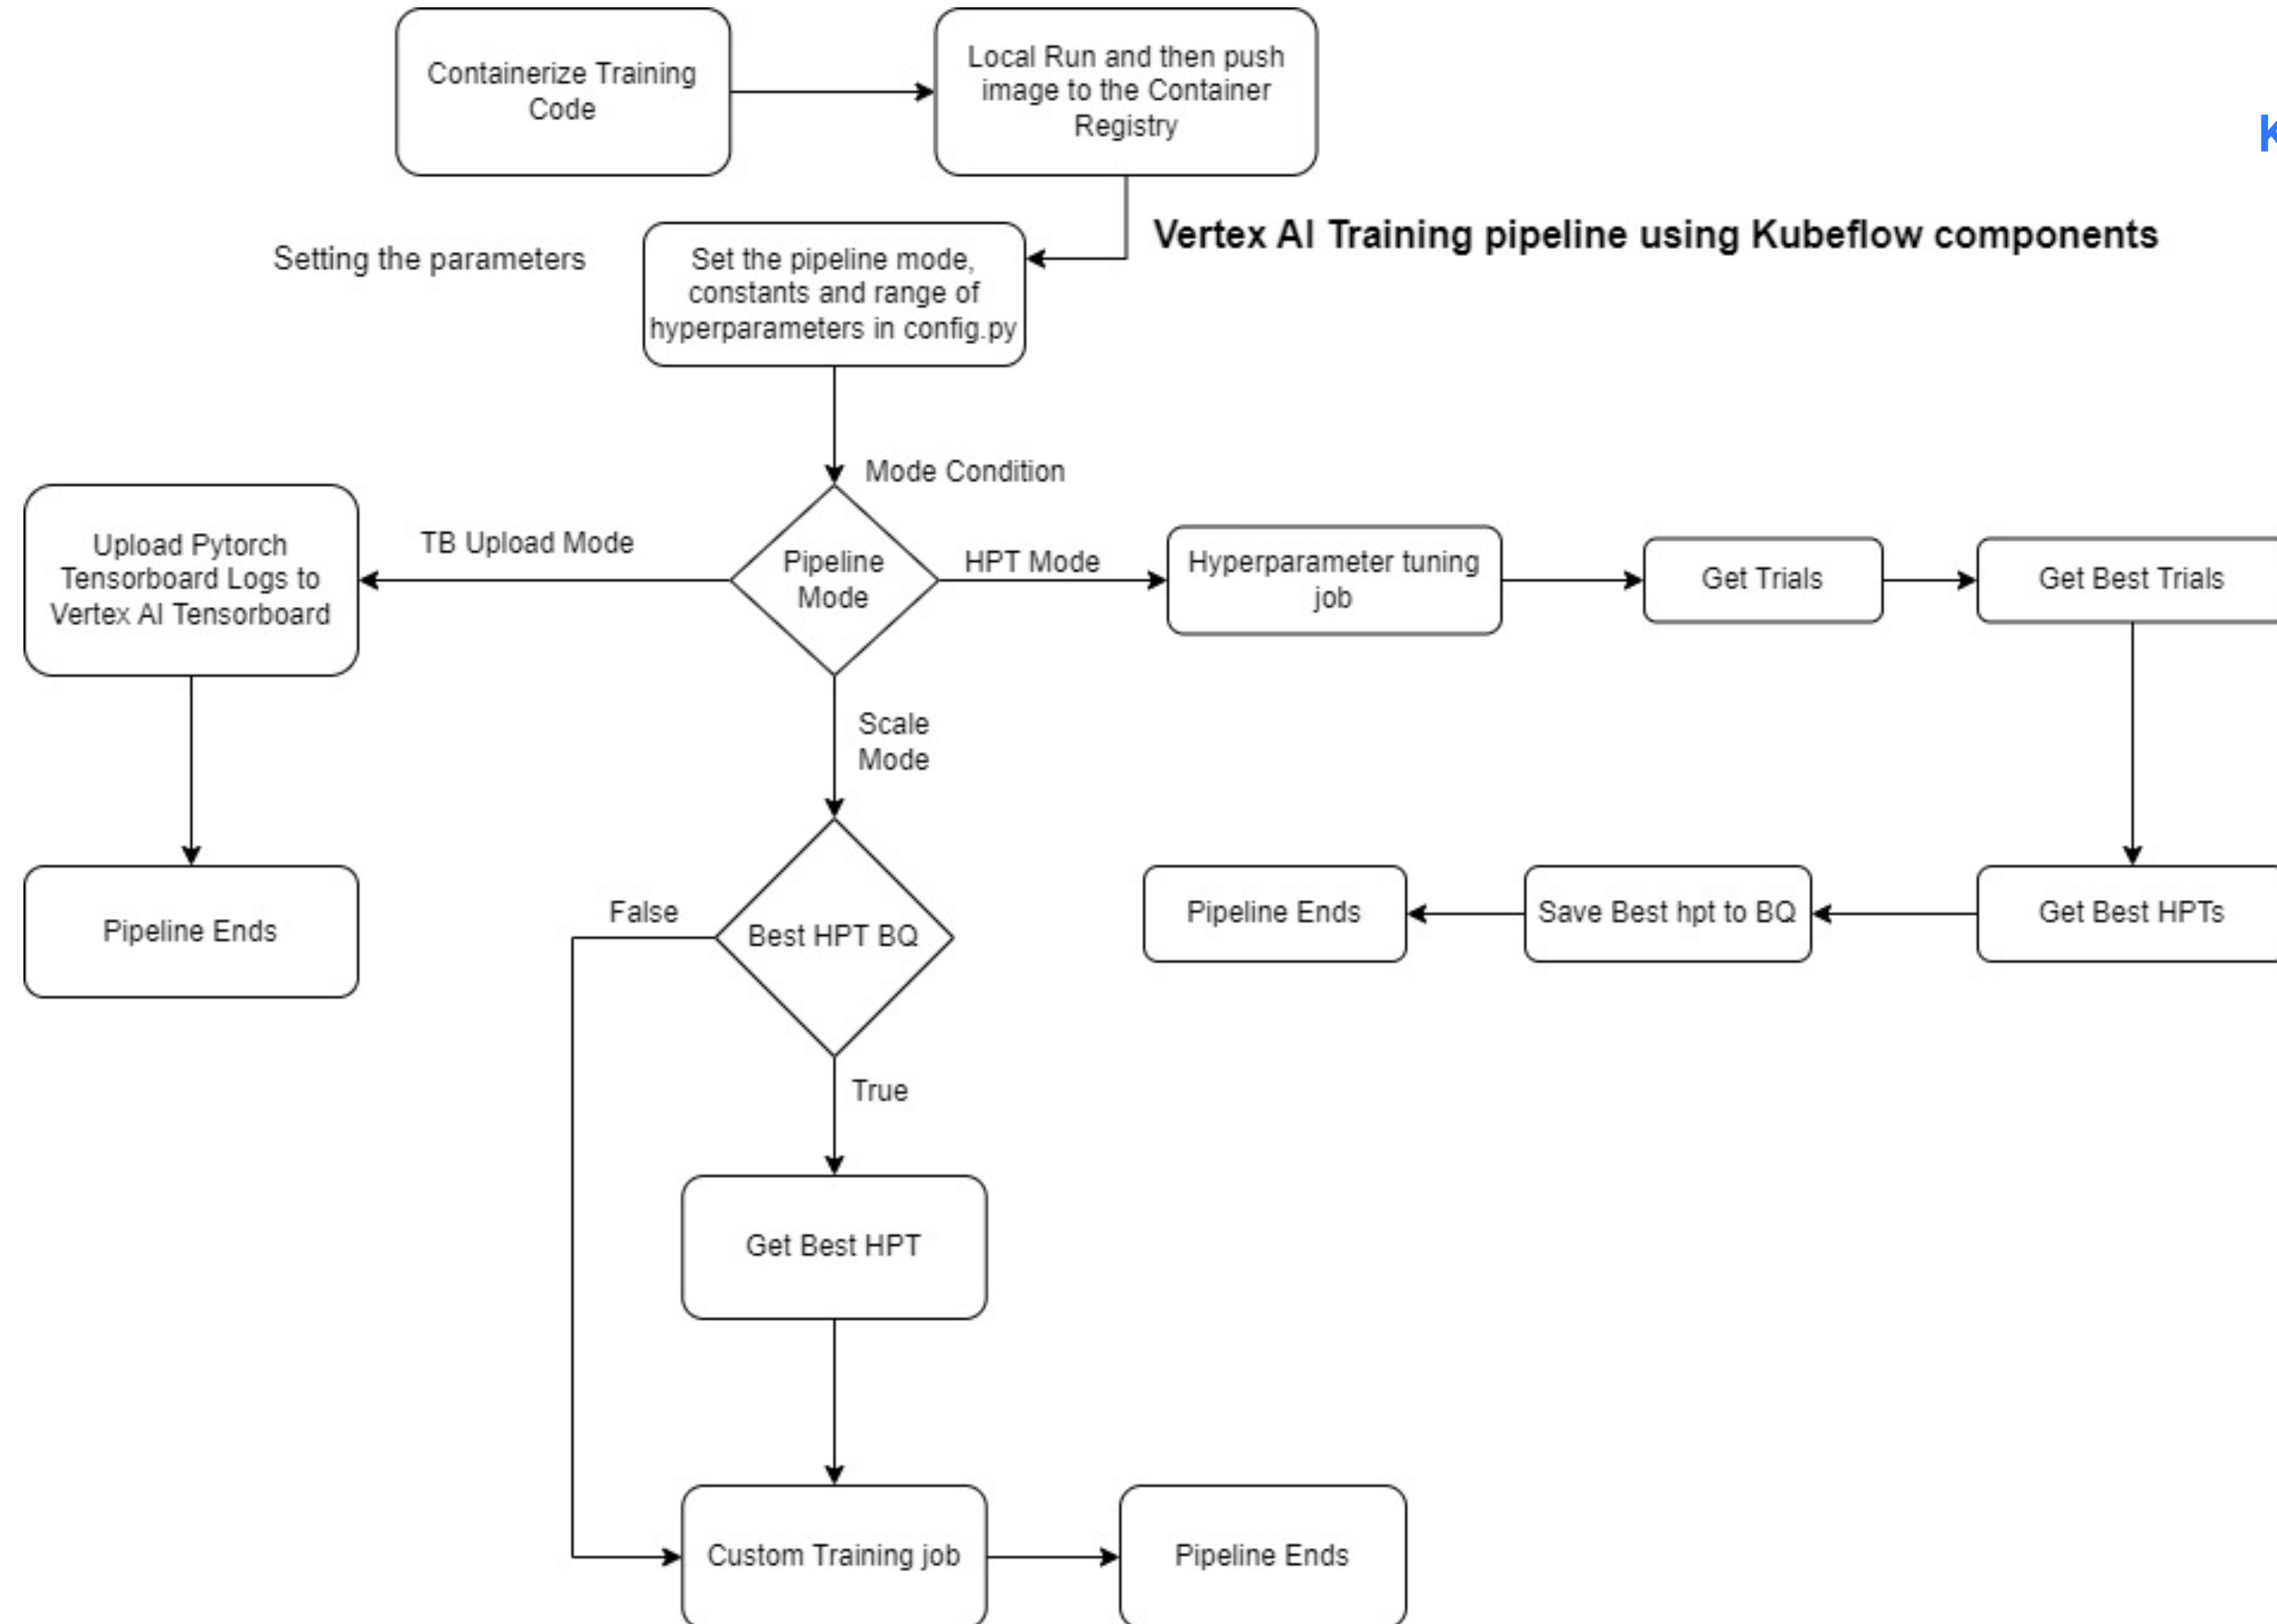 Containerize Training
Code
Local Run and then push
image to the Container
Registry
K
Vertex AI Training pipeline using Kubeflow components
Setting the parameters
Set the pipeline mode,
constants and range of
hyperparameters in config.py
Mode Condition
Upload Pytorch
Tensorboard Logs to
Vertex AI Tensorboard
TB Upload Mode
Pipeline
Mode
HPT Mode
Hyperparameter tuning
job
Get Trials
Get Best Trials
Scale
Mode
Pipeline Ends
False
Best HPT BQ
Pipeline Ends
Save Best hpt to BQ
Get Best HPTs
True
Get Best HPT
Custom Training job
Pipeline Ends